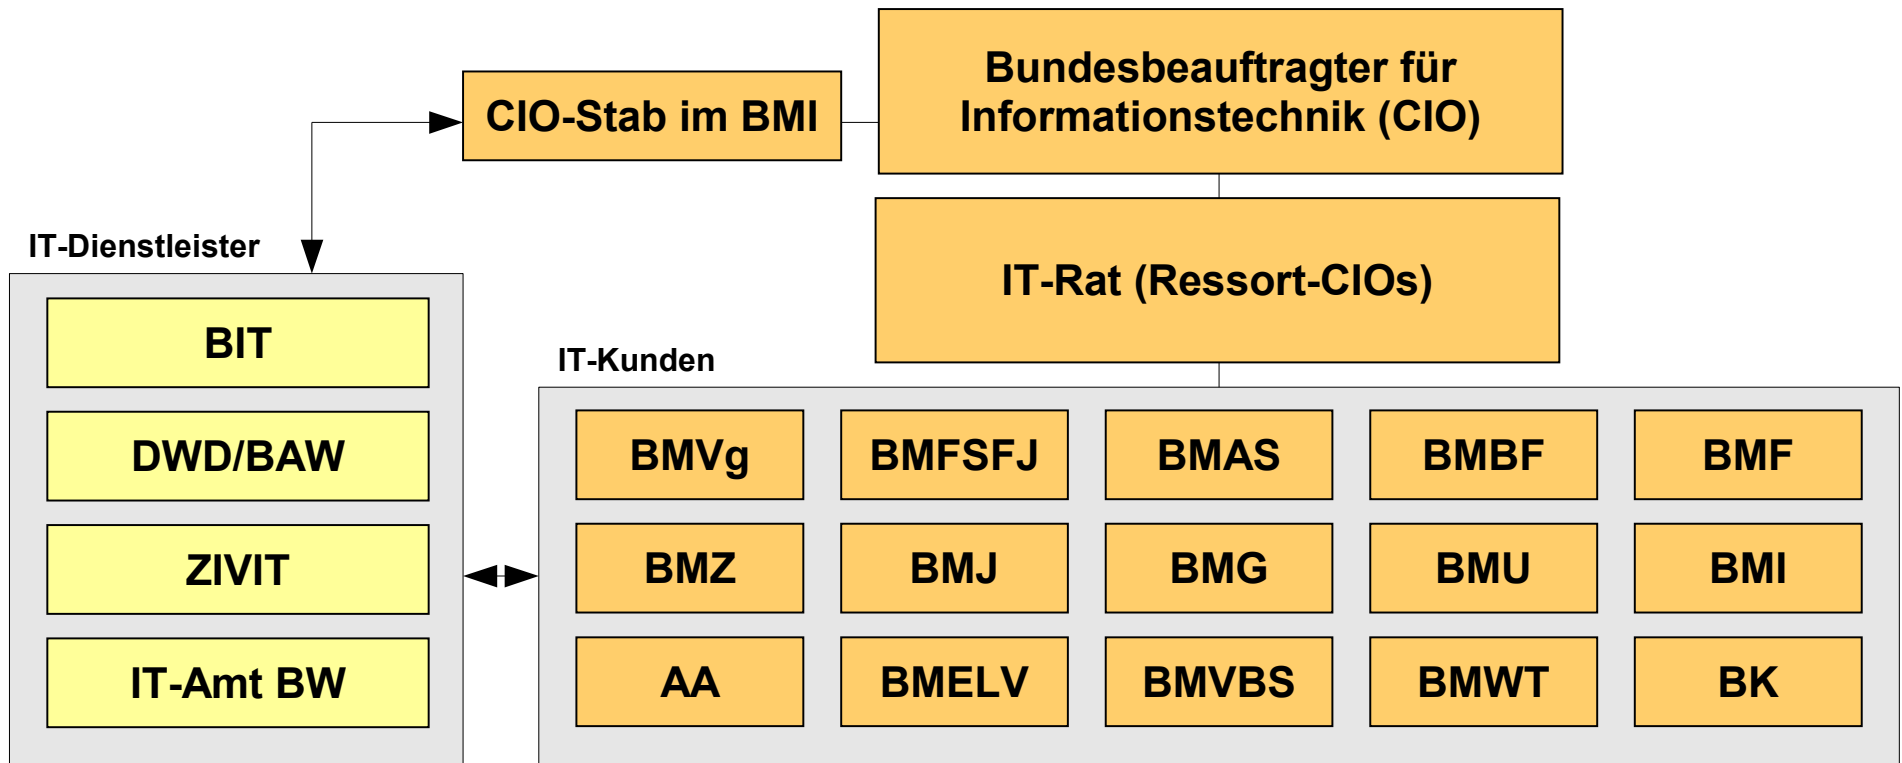 Bundesbeauftragter für
Informationstechnik (CIO)
CIO-Stab im BMI
IT-Rat (Ressort-CIOs)
IT-Dienstleister
BIT
DWD/BAW
ZIVIT
IT-Amt BW
IT-Kunden
BMVg BMFSFJ BMAS BMBF BMF
BMZ BMJ BMG BMU BMI
AA BMELV BMVBS BMWT BK